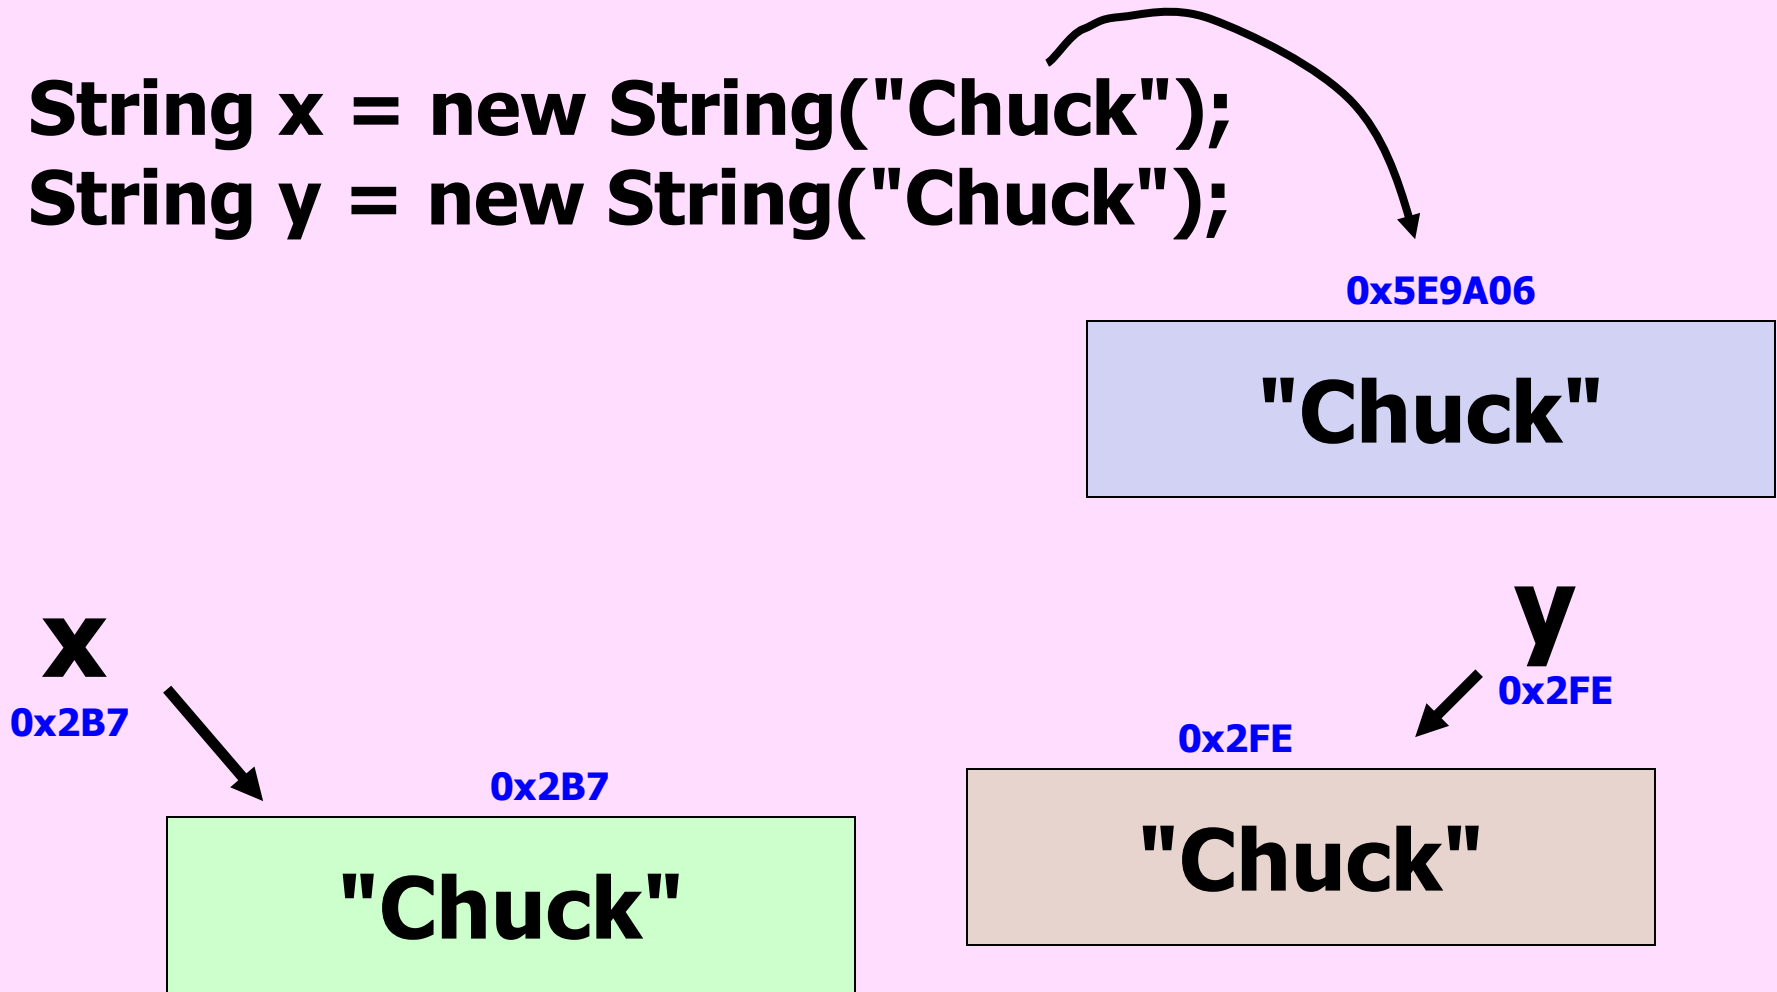 String x = new String("Chuck");
String y = new String("Chuck");
0x5E9A06
"Chuck"
x
0x2B7
y
0x2FE
0x2B7
"Chuck"
0x2FE
"Chuck"